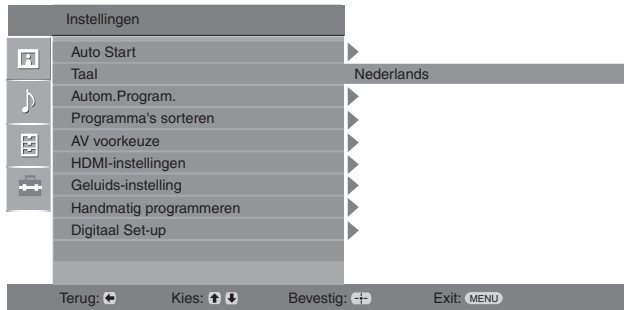 Instellingen
Auto Start
Taal Nederlands
Autom.Program.
Programma's sorteren
AV voorkeuze
HDMI-instellingen
Geluids-instelling
Handmatig programmeren
Digitaal Set-up
Terug: Kies: Bevestig: Exit: MENU